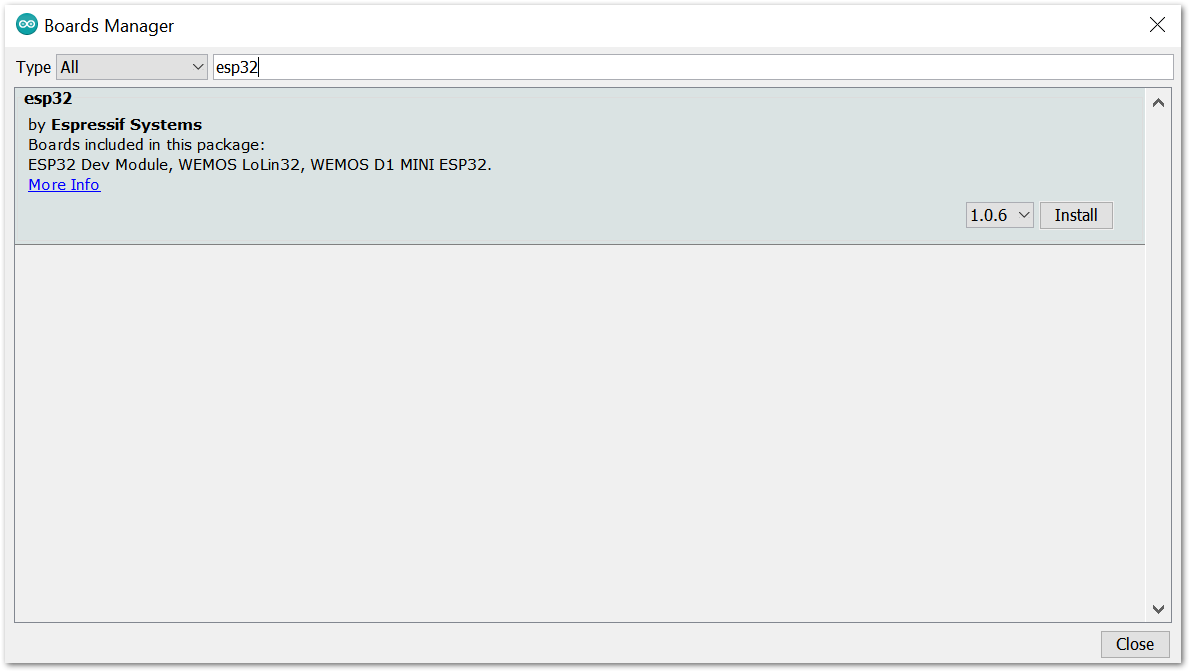 Boards Manager
Type All esp32
esp32
by Espressif Systems
Boards included in this package:
ESP32 Dev Module, WEMOS LoLin32, WEMOS D1 MINI ESP32.
More Info
1.0.6 Install
Close